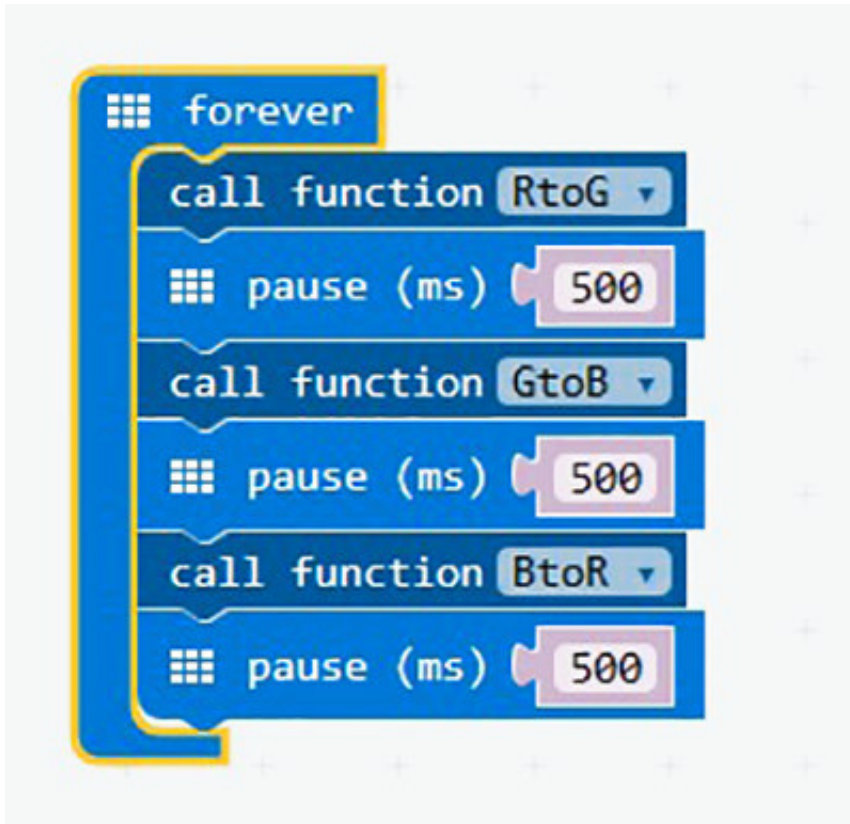 forever
call function RtoG
pause (ms) 500
call function GtoB
pause (ms) 500
call function BtoR
pause (ms) 500